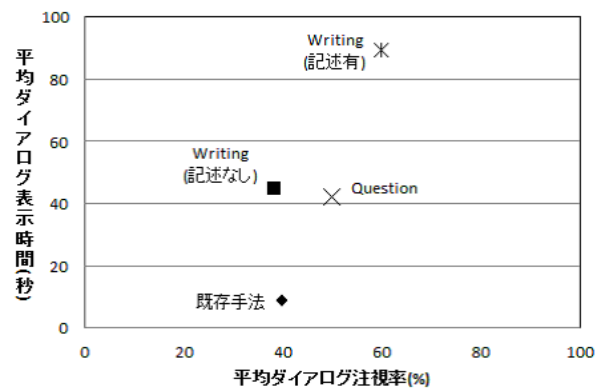 平均ダイアログ表示時間(秒)
100
80
60
40
20
0
Writing
(記述有)
Writing
(記述なし)
Question
既存手法
0 20 40 60 80 100
平均ダイアログ注視率(%)